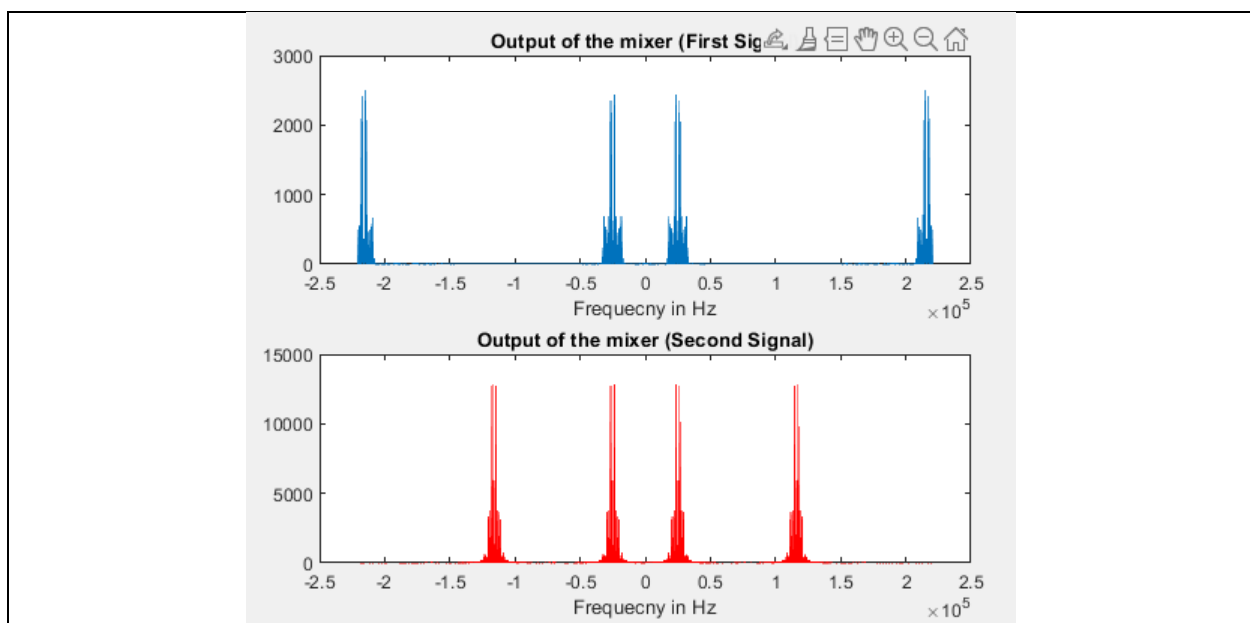 Output of the mixer (First Sig
3000
2000
1000
0
-2.5 -2 -1.5 -1 -0.5 0 0.5 1 1.5 2 2.5
Frequecny in Hz
×10^5
Output of the mixer (Second Signal)
15000
10000
5000
0
-2.5 -2 -1.5 -1 -0.5 0 0.5 1 1.5 2 2.5
Frequecny in Hz
×10^5